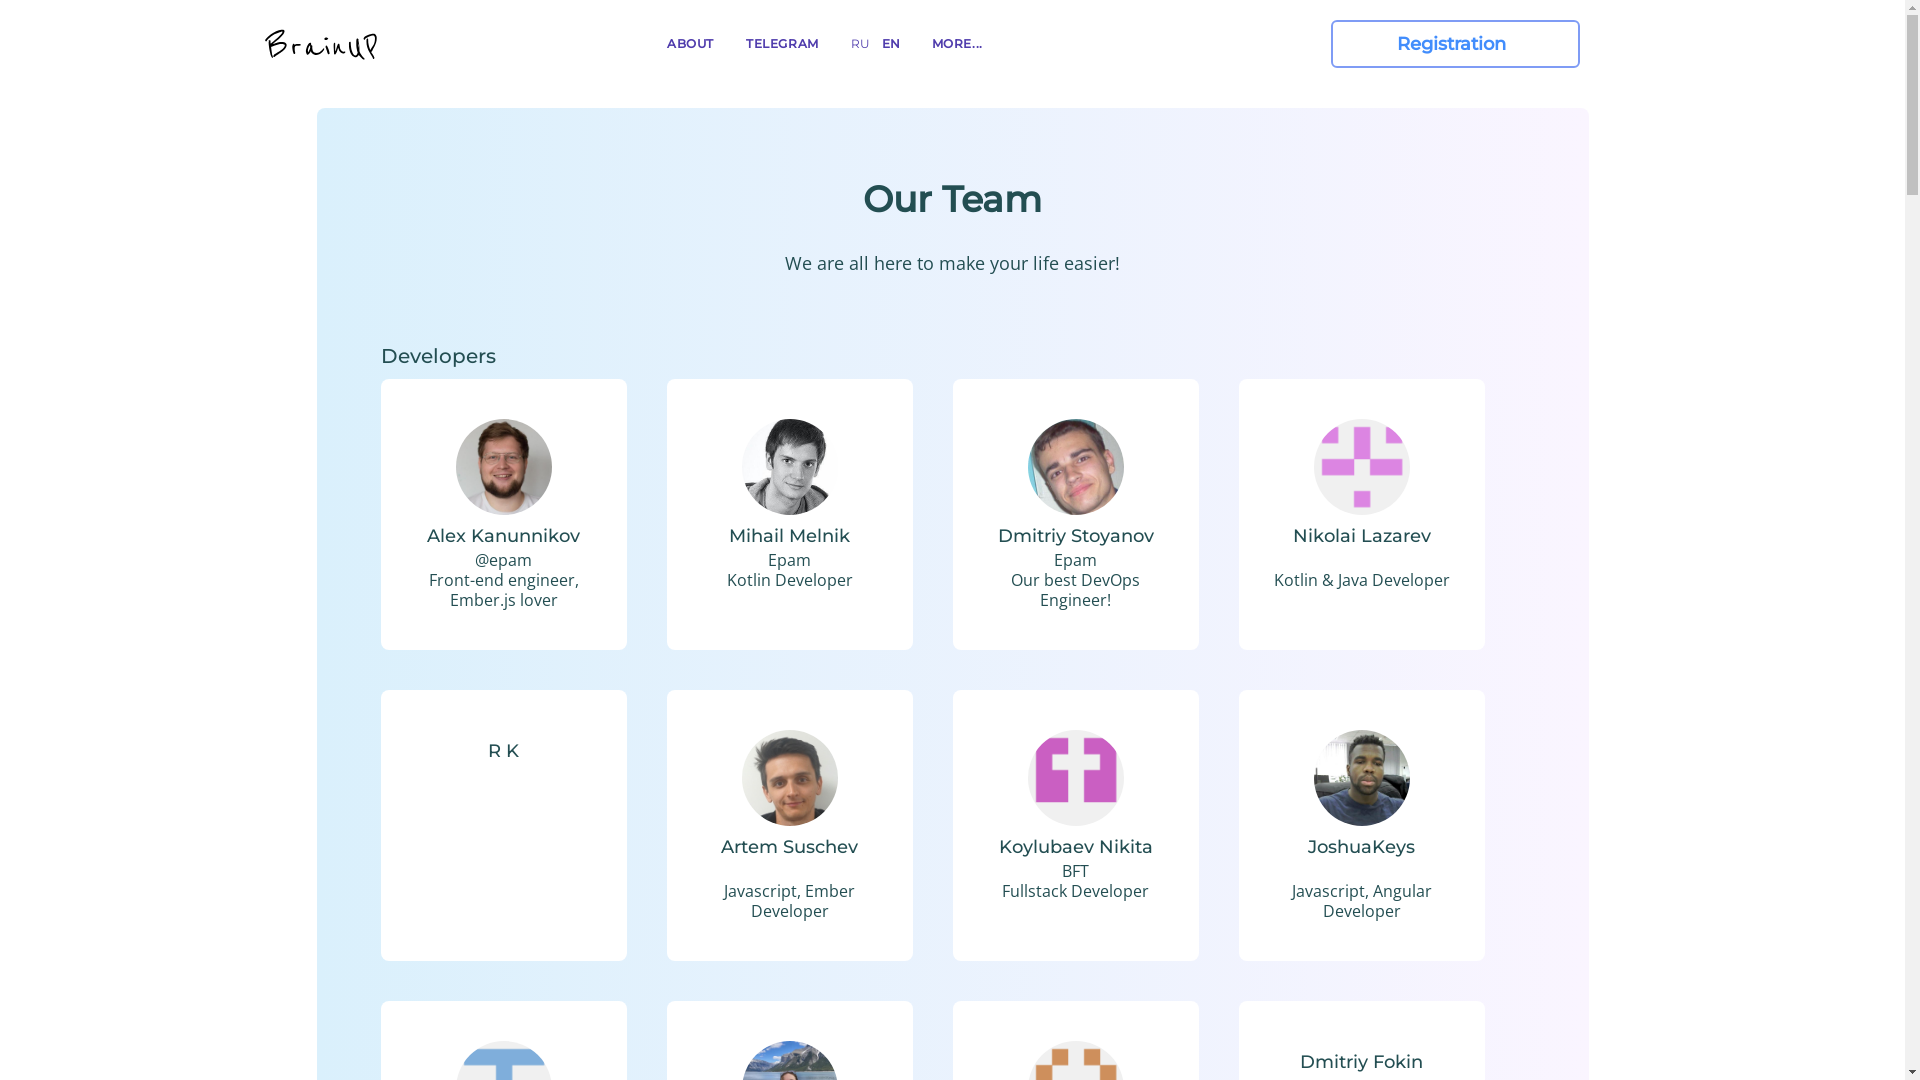 BrainUP
ABOUT
TELEGRAM
RU
EN
MORE...
Registration
Our Team
We are all here to make your life easier!
Developers
Alex Kanunnikov
@epam
Front-end engineer,
Ember.js lover
Mihail Melnik
Epam
Kotlin Developer
Dmitriy Stoyanov
Epam
Our best DevOps
Engineer!
Nikolai Lazarev
Kotlin & Java Developer
R K
Artem Suschev
Javascript, Ember
Developer
Koylubaev Nikita
BFT
Fullstack Developer
JoshuaKeys
Javascript, Angular
Developer
Dmitriy Fokin